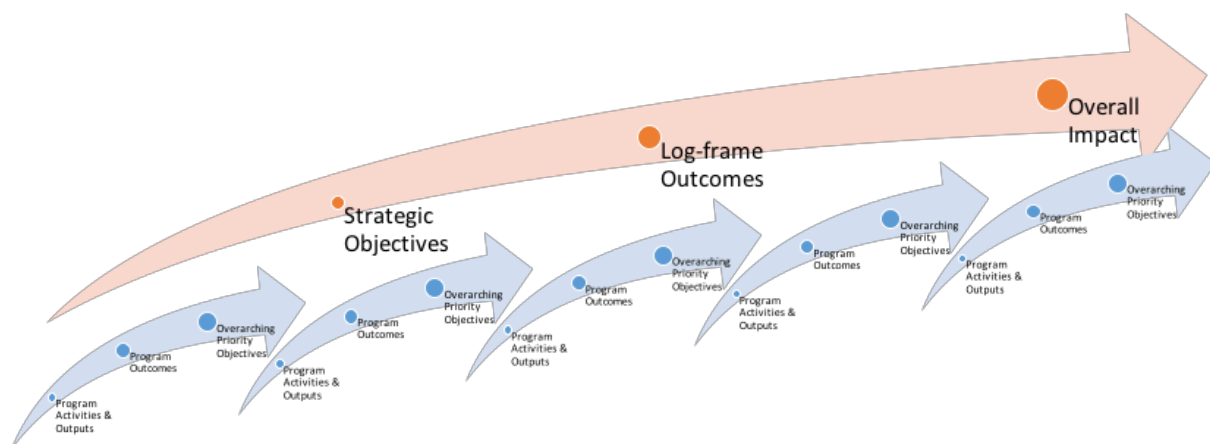 Overall
Impact
Log-frame
Outcomes
Strategic
Objectives
Program
Activities &
Outputs
Program
Outcomes
Overarching
Priority
Objectives
Program
Activities &
Outputs
Program
Outcomes
Overarching
Priority
Objectives
Program
Activities &
Outputs
Program
Outcomes
Overarching
Priority
Objectives
Program
Activities &
Outputs
Program
Outcomes
Overarching
Priority
Objectives
Program
Activities &
Outputs
Program
Outcomes
Overarching
Priority
Objectives